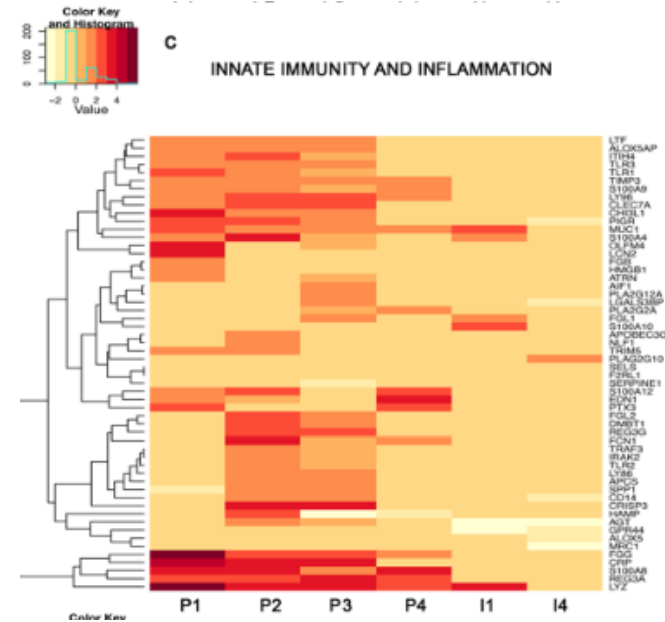 Color Key
and Histogram
0 100 200
-2 0 2 4
Value
C
INNATE IMMUNITY AND INFLAMMATION
LTF
ALOX5AP
ITIH4
TLR3
TLR1
TIMP3
S100A9
LY96
CLEC7A
CHI3L1
PIGR
MUC1
S100A4
OLFM4
LCN2
FGB
HMGB1
ATRN
AIF1
PLA2G12A
LGALS3BP
PLA2G2A
FGL1
S100A10
APOBEC3G
NLF1
TRIM5
PLAG2G10
SELS
F2RL1
SERPINE1
S100A12
EDN1
PTX3
FGL2
DMBT1
REG3G
FCN1
TRAF3
IRAK2
TLR2
LY86
APCS
SPP1
CD14
CRISP3
HAMP
AGT
GPR44
ALOX5
MRC1
FGG
CRP
S100A8
REG3A
LYZ
P1 P2 P3 P4 I1 I4
Color Key